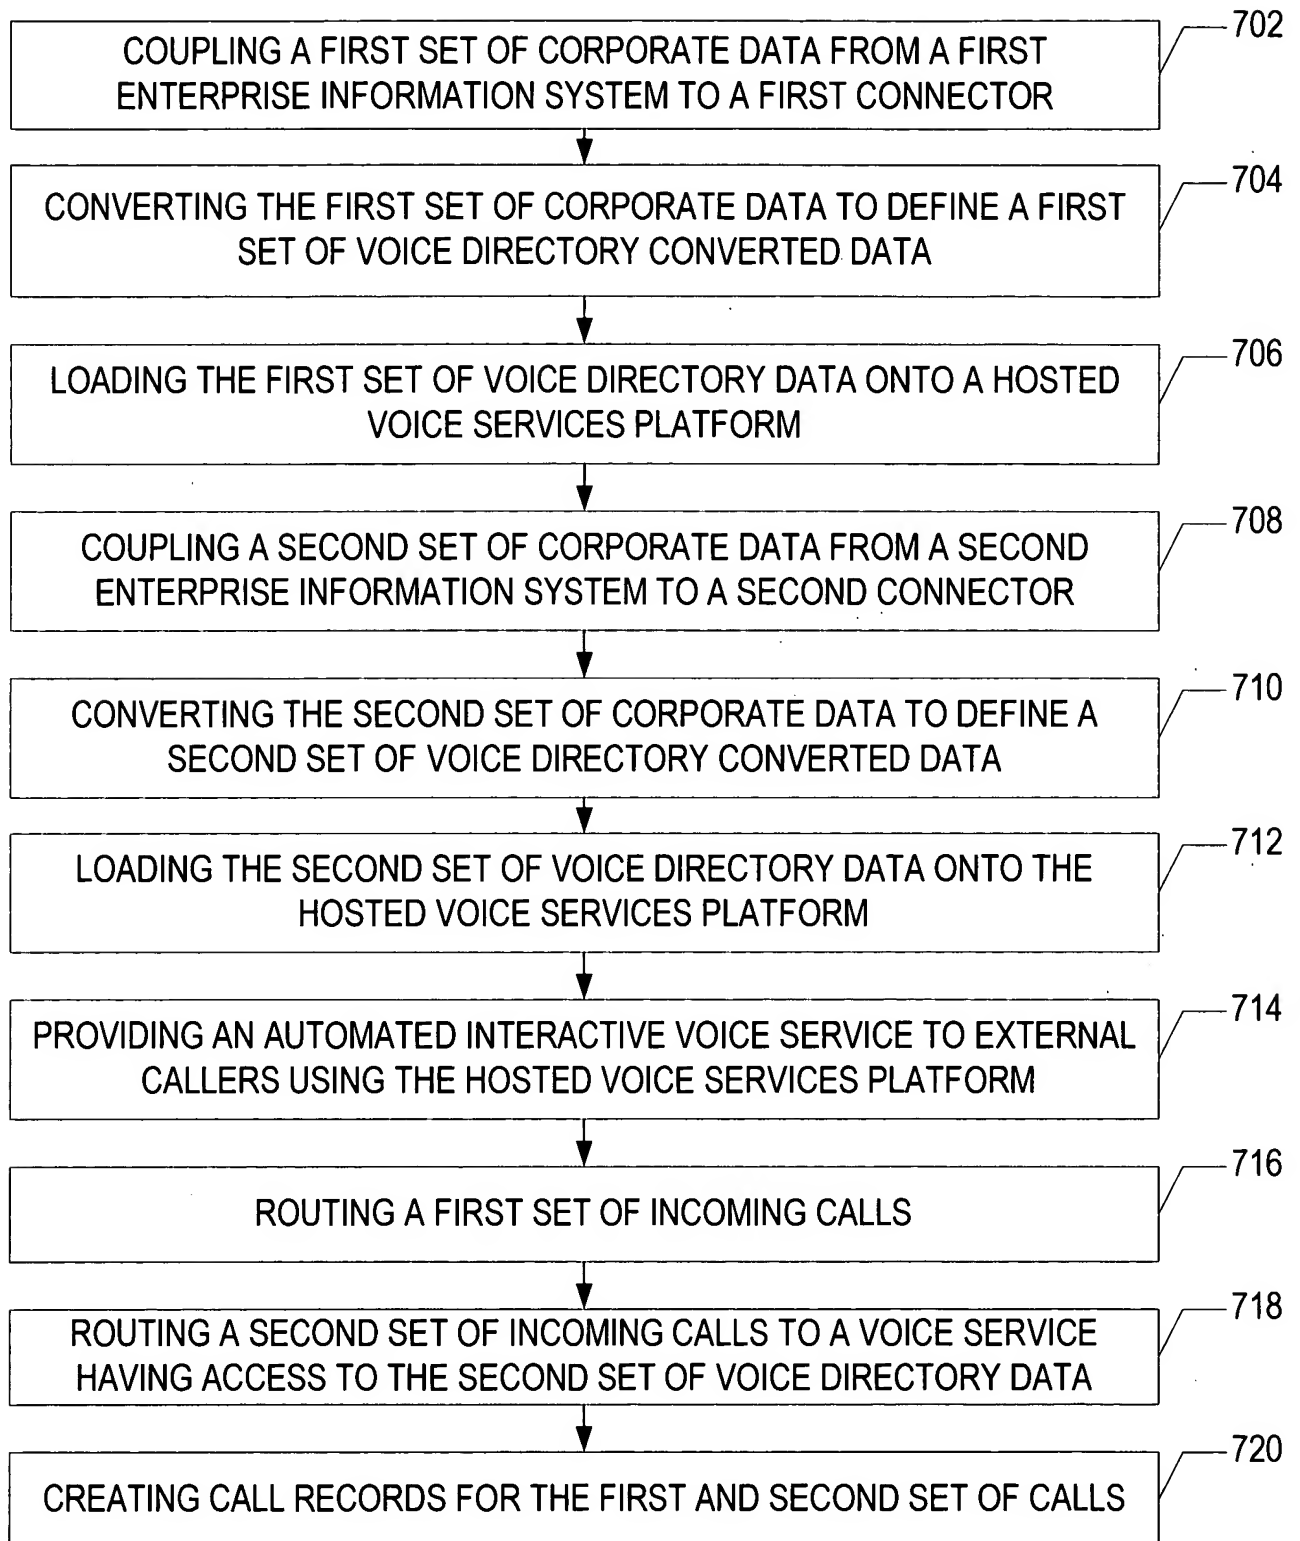 COUPLING A FIRST SET OF CORPORATE DATA FROM A FIRST
ENTERPRISE INFORMATION SYSTEM TO A FIRST CONNECTOR
702
CONVERTING THE FIRST SET OF CORPORATE DATA TO DEFINE A FIRST
SET OF VOICE DIRECTORY CONVERTED DATA
704
LOADING THE FIRST SET OF VOICE DIRECTORY DATA ONTO A HOSTED
VOICE SERVICES PLATFORM
706
COUPLING A SECOND SET OF CORPORATE DATA FROM A SECOND
ENTERPRISE INFORMATION SYSTEM TO A SECOND CONNECTOR
708
CONVERTING THE SECOND SET OF CORPORATE DATA TO DEFINE A
SECOND SET OF VOICE DIRECTORY CONVERTED DATA
710
LOADING THE SECOND SET OF VOICE DIRECTORY DATA ONTO THE
HOSTED VOICE SERVICES PLATFORM
712
PROVIDING AN AUTOMATED INTERACTIVE VOICE SERVICE TO EXTERNAL
CALLERS USING THE HOSTED VOICE SERVICES PLATFORM
714
ROUTING A FIRST SET OF INCOMING CALLS
716
ROUTING A SECOND SET OF INCOMING CALLS TO A VOICE SERVICE
HAVING ACCESS TO THE SECOND SET OF VOICE DIRECTORY DATA
718
CREATING CALL RECORDS FOR THE FIRST AND SECOND SET OF CALLS
720